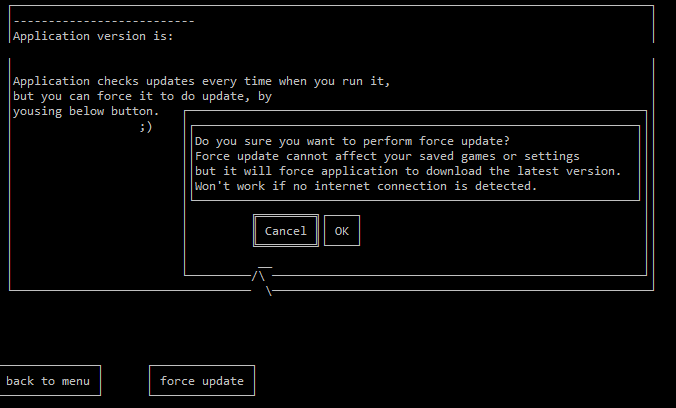 --------------------------
Application version is:
Application checks updates every time when you run it,
but you can force it to do update, by
yousing below button.
;)
Do you sure you want to perform force update?
Force update cannot affect your saved games or settings
but it will force application to download the latest version.
Won't work if no internet connection is detected.
Cancel OK
back to menu force update